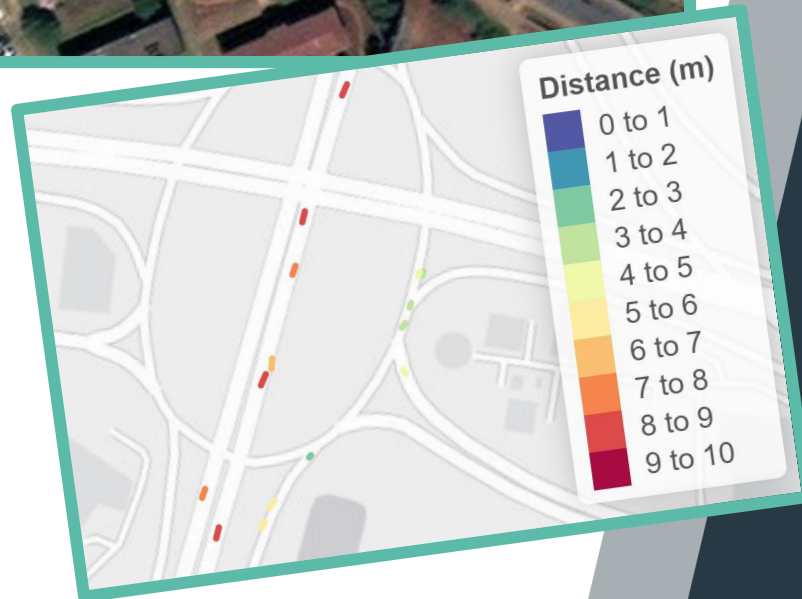 Distance (m)
0 to 1
1 to 2
2 to 3
3 to 4
4 to 5
5 to 6
6 to 7
7 to 8
8 to 9
9 to 10